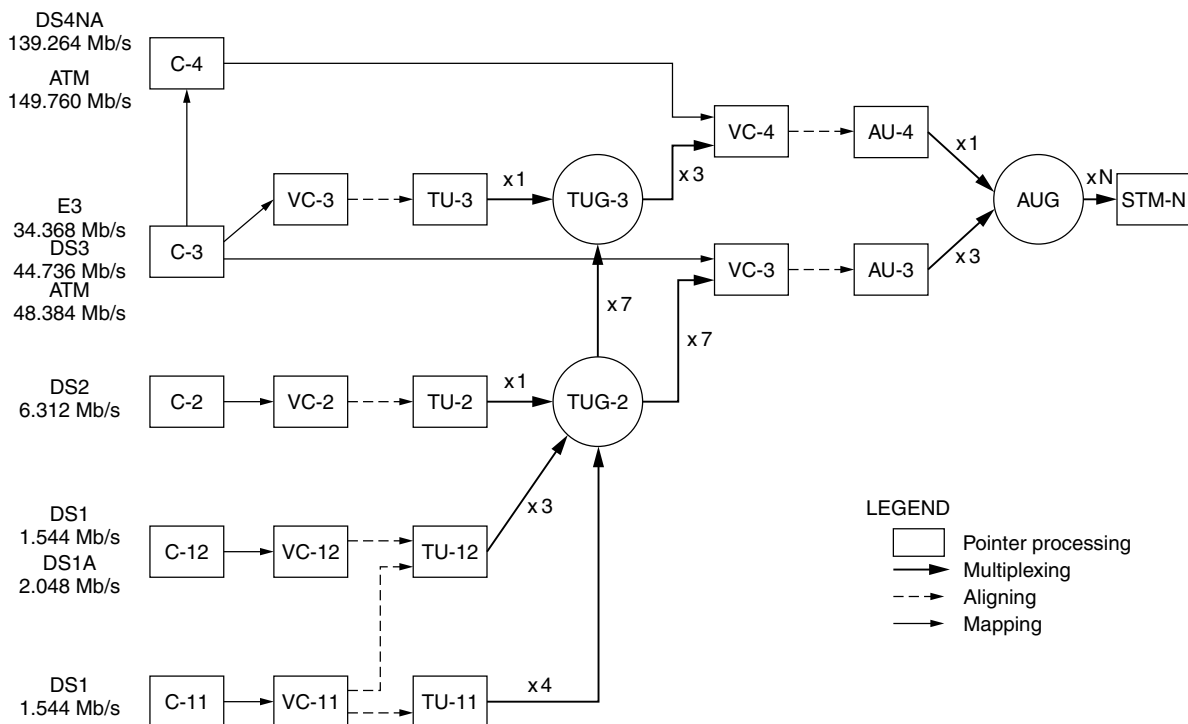 DS4NA
139.264 Mb/s
ATM
149.760 Mb/s
C-4
VC-4
AU-4
x1
x3
E3
34.368 Mb/s
DS3
44.736 Mb/s
ATM
48.384 Mb/s
C-3
VC-3
TU-3
x1
TUG-3
AUG
xN
STM-N
VC-3
AU-3
x3
x7
x7
DS2
6.312 Mb/s
C-2
VC-2
TU-2
x1
TUG-2
DS1
1.544 Mb/s
DS1A
2.048 Mb/s
C-12
VC-12
TU-12
x3
DS1
1.544 Mb/s
C-11
VC-11
TU-11
x4
LEGEND
Pointer processing
Multiplexing
Aligning
Mapping